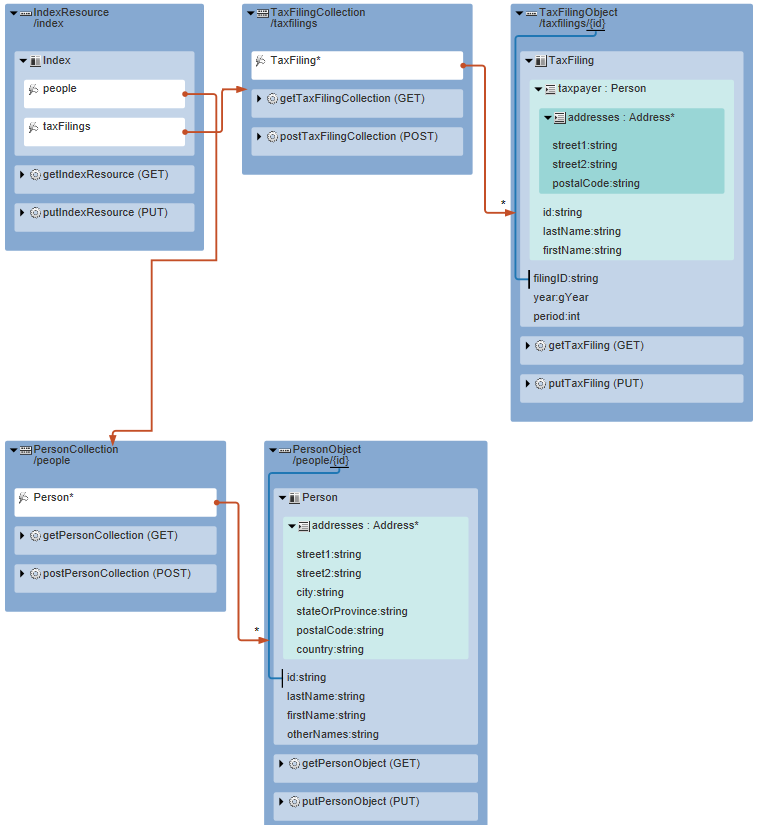 IndexResource
/index
Index
people
taxFilings
getIndexResource (GET)
putIndexResource (PUT)
TaxFilingCollection
/taxfilings
TaxFiling*
getTaxFilingCollection (GET)
postTaxFilingCollection (POST)
*
TaxFilingObject
/taxfilings/{id}
TaxFiling
taxpayer : Person
addresses : Address*
street1:string
street2:string
postalCode:string
id:string
lastName:string
firstName:string
filingID:string
year:gYear
period:int
getTaxFiling (GET)
putTaxFiling (PUT)
PersonCollection
/people
Person*
getPersonCollection (GET)
postPersonCollection (POST)
*
PersonObject
/people/{id}
Person
addresses : Address*
street1:string
street2:string
city:string
stateOrProvince:string
postalCode:string
country:string
id:string
lastName:string
firstName:string
otherNames:string
getPersonObject (GET)
putPersonObject (PUT)